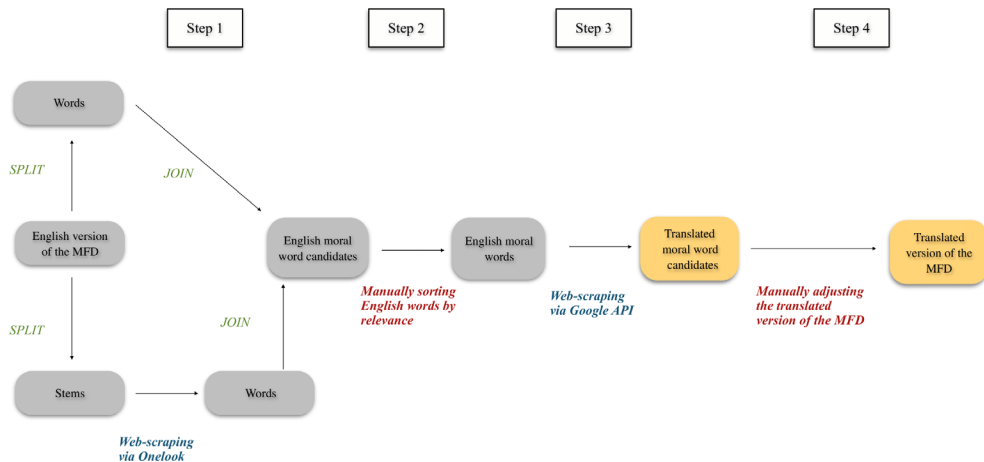 Step 1
Step 2
Step 3
Step 4
Words
SPLIT
JOIN
English version
of the MFD
English moral
word candidates
English moral
words
Translated
moral word
candidates
Translated
version of the
MFD
Manually sorting
English words by
relevance
Web-scraping
via Google API
Manually adjusting
the translated
version of the MFD
SPLIT
JOIN
Stems
Words
Web-scraping
via Onelook